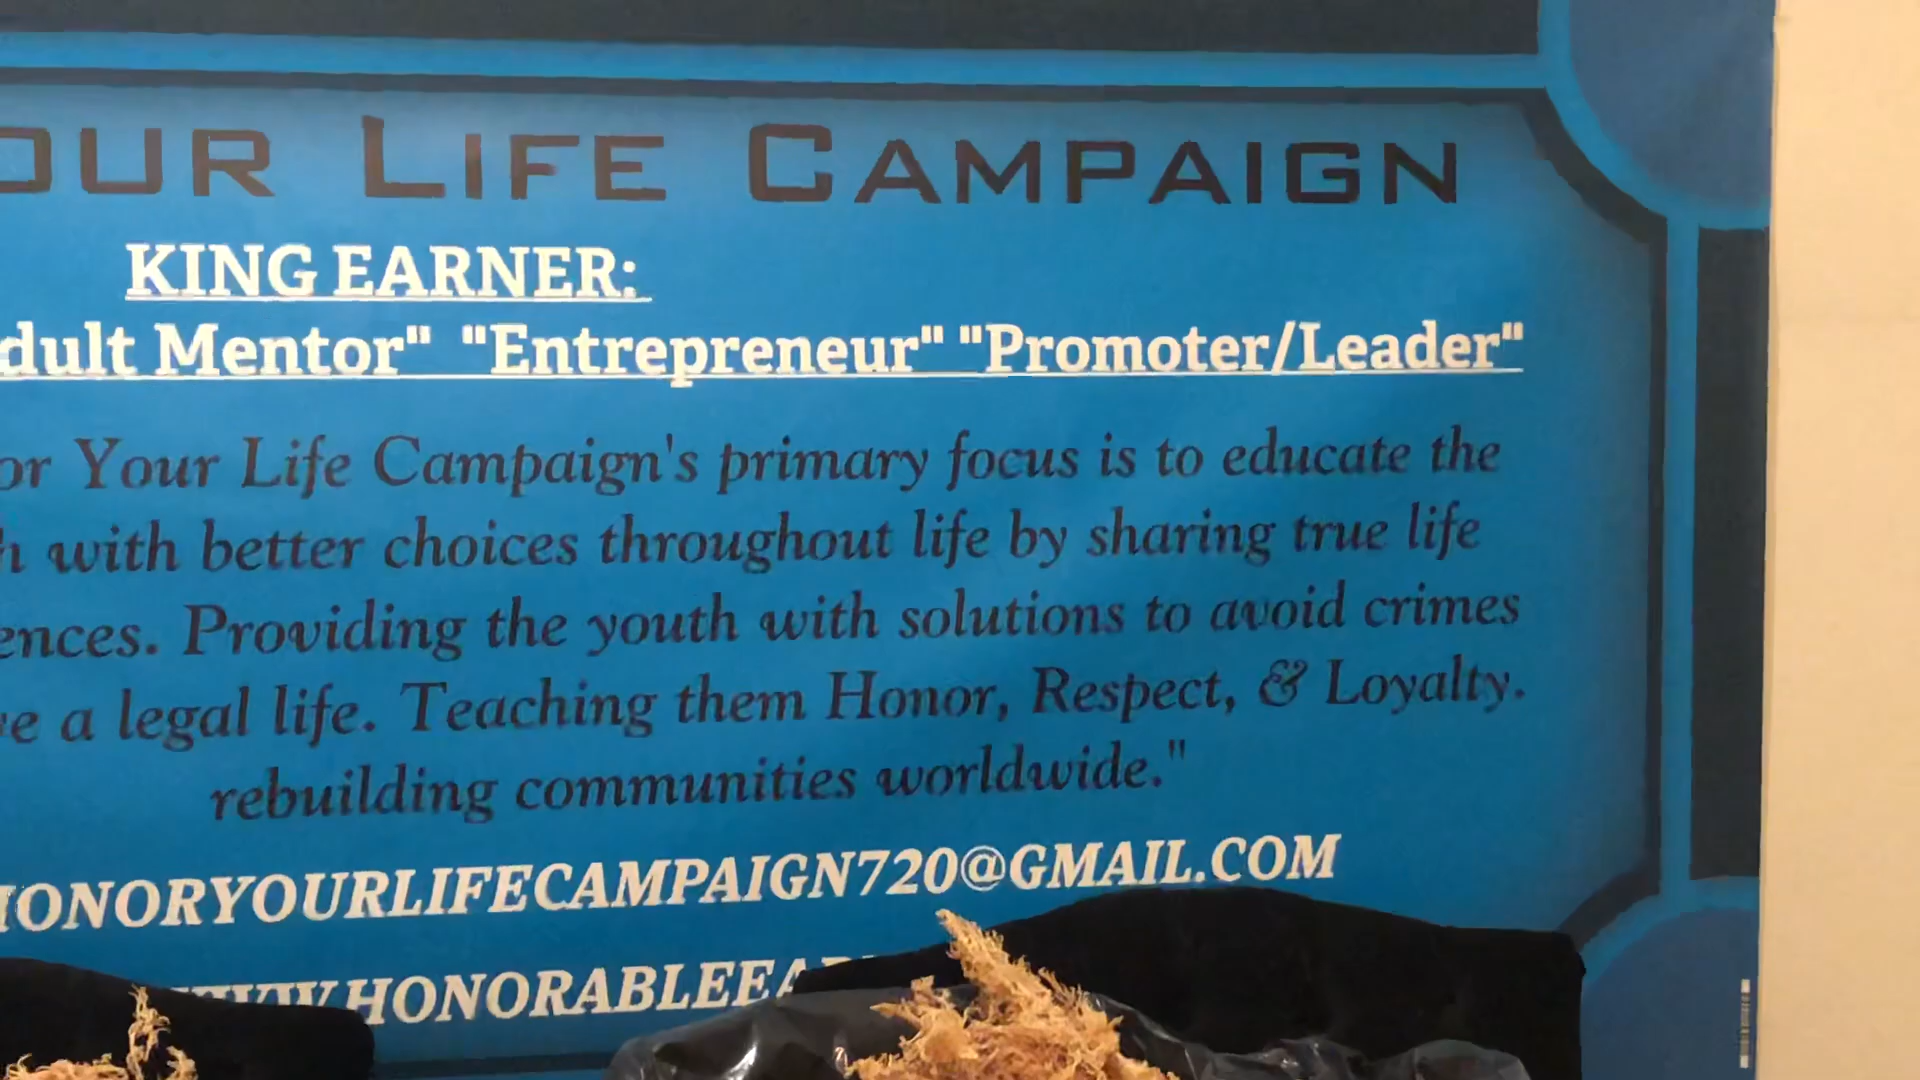 OUR LIFE CAMPAIGN
KING EARNER:
dult Mentor" "Entrepreneur" "Promoter/Leader"
or Your Life Campaign's primary focus is to educate the
h with better choices throughout life by sharing true life
ences. Providing the youth with solutions to avoid crimes
ve a legal life. Teaching them Honor, Respect, & Loyalty.
rebuilding communities worldwide."
HONORYOURLIFECAMPAIGN720@GMAIL.COM
WWW.HONORABLEEA